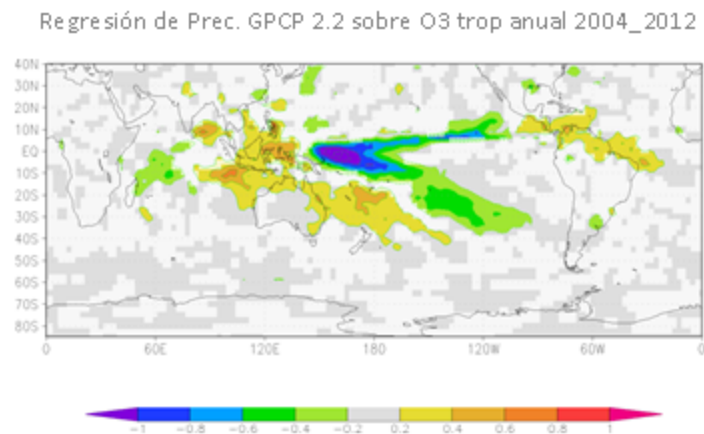 Regresión de Prec. GPCP 2.2 sobre O3 trop anual 2004_2012
40N
30N
20N
10N
EQ
10S
20S
30S
40S
50S
60S
70S
80S
0 60E 120E 180 120W 60W 0
-1 -0.8 -0.6 -0.4 -0.2 0.2 0.4 0.6 0.8 1